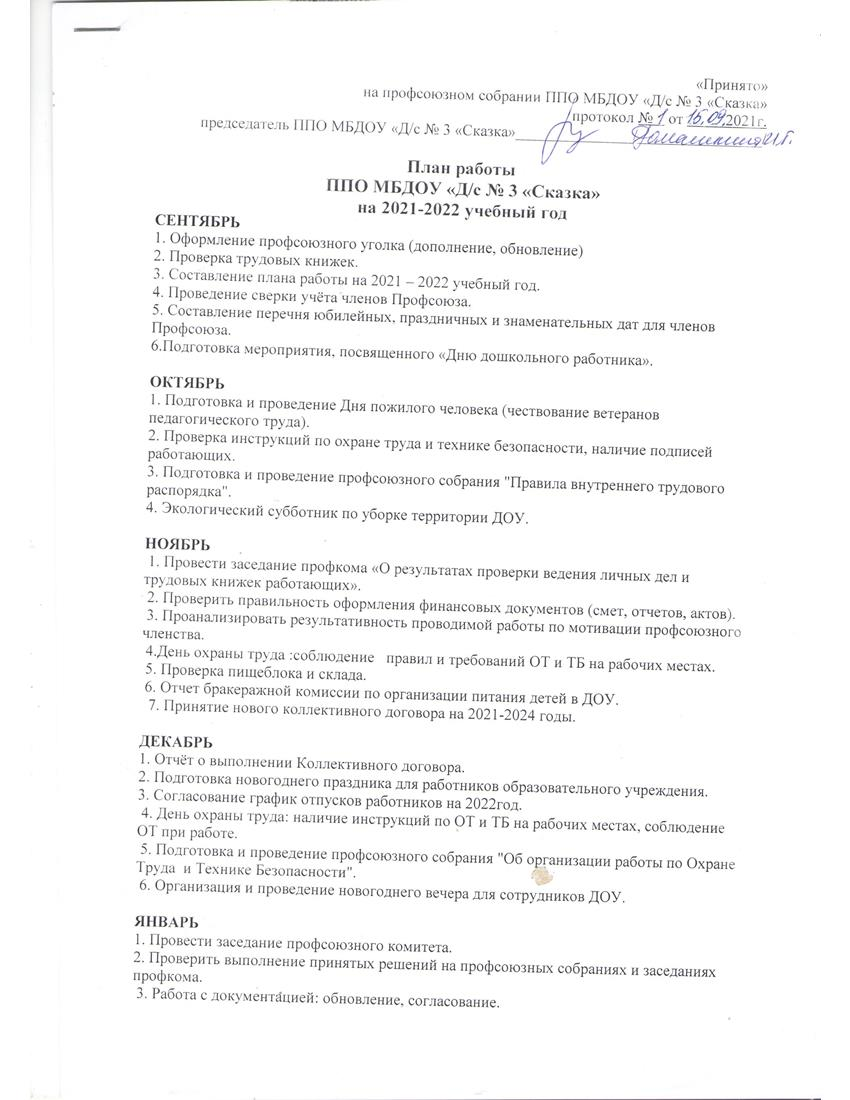 «Принято»
на профсоюзном собрании ППО МБДОУ «Д/с № 3 «Сказка»
протокол № 1 от 15.09.2021г.
председатель ППО МБДОУ «Д/с № 3 «Сказка»
План работы
ППО МБДОУ «Д/с № 3 «Сказка»
на 2021-2022 учебный год
СЕНТЯБРЬ
1. Оформление профсоюзного уголка (дополнение, обновление)
2. Проверка трудовых книжек.
3. Составление плана работы на 2021 – 2022 учебный год.
4. Проведение сверки учёта членов Профсоюза.
5. Составление перечня юбилейных, праздничных и знаменательных дат для членов
Профсоюза.
6.Подготовка мероприятия, посвященного «Дню дошкольного работника».
ОКТЯБРЬ
1. Подготовка и проведение Дня пожилого человека (чествование ветеранов
педагогического труда).
2. Проверка инструкций по охране труда и технике безопасности, наличие подписей
работающих.
3. Подготовка и проведение профсоюзного собрания "Правила внутреннего трудового
распорядка".
4. Экологический субботник по уборке территории ДОУ.
НОЯБРЬ
1. Провести заседание профкома «О результатах проверки ведения личных дел и
трудовых книжек работающих».
2. Проверить правильность оформления финансовых документов (смет, отчетов, актов).
3. Проанализировать результативность проводимой работы по мотивации профсоюзного
членства.
4.День охраны труда :соблюдение правил и требований ОТ и ТБ на рабочих местах.
5. Проверка пищеблока и склада.
6. Отчет бракеражной комиссии по организации питания детей в ДОУ.
7. Принятие нового коллективного договора на 2021-2024 годы.
ДЕКАБРЬ
1. Отчёт о выполнении Коллективного договора.
2. Подготовка новогоднего праздника для работников образовательного учреждения.
3. Согласование график отпусков работников на 2022год.
4. День охраны труда: наличие инструкций по ОТ и ТБ на рабочих местах, соблюдение
ОТ при работе.
5. Подготовка и проведение профсоюзного собрания "Об организации работы по Охране
Труда и Технике Безопасности".
6. Организация и проведение новогоднего вечера для сотрудников ДОУ.
ЯНВАРЬ
1. Провести заседание профсоюзного комитета.
2. Проверить выполнение принятых решений на профсоюзных собраниях и заседаниях
профкома.
3. Работа с документацией: обновление, согласование.